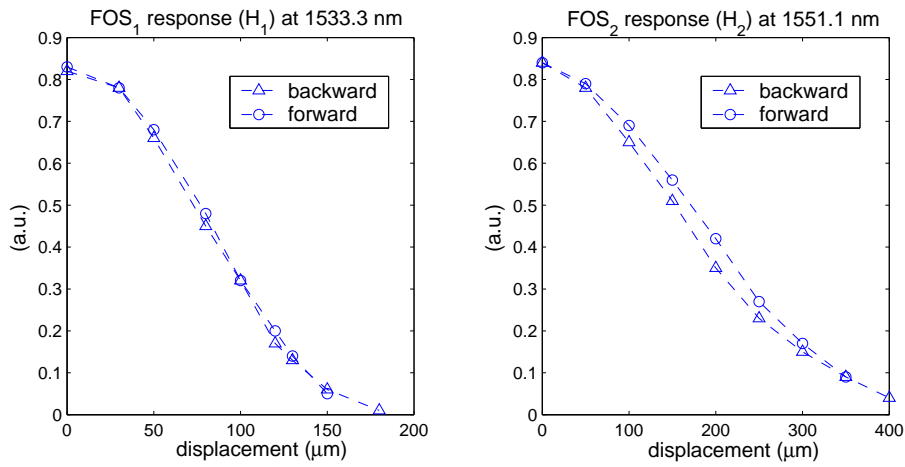 FOS₁ response (H₁) at 1533.3 nm
0.9
0.8
0.7
0.6
0.5
0.4
0.3
0.2
0.1
0
(a.u.)
backward
forward
0 50 100 150 200
displacement (μm)
FOS₂ response (H₂) at 1551.1 nm
0.9
0.8
0.7
0.6
0.5
0.4
0.3
0.2
0.1
0
(a.u.)
backward
forward
0 100 200 300 400
displacement (μm)